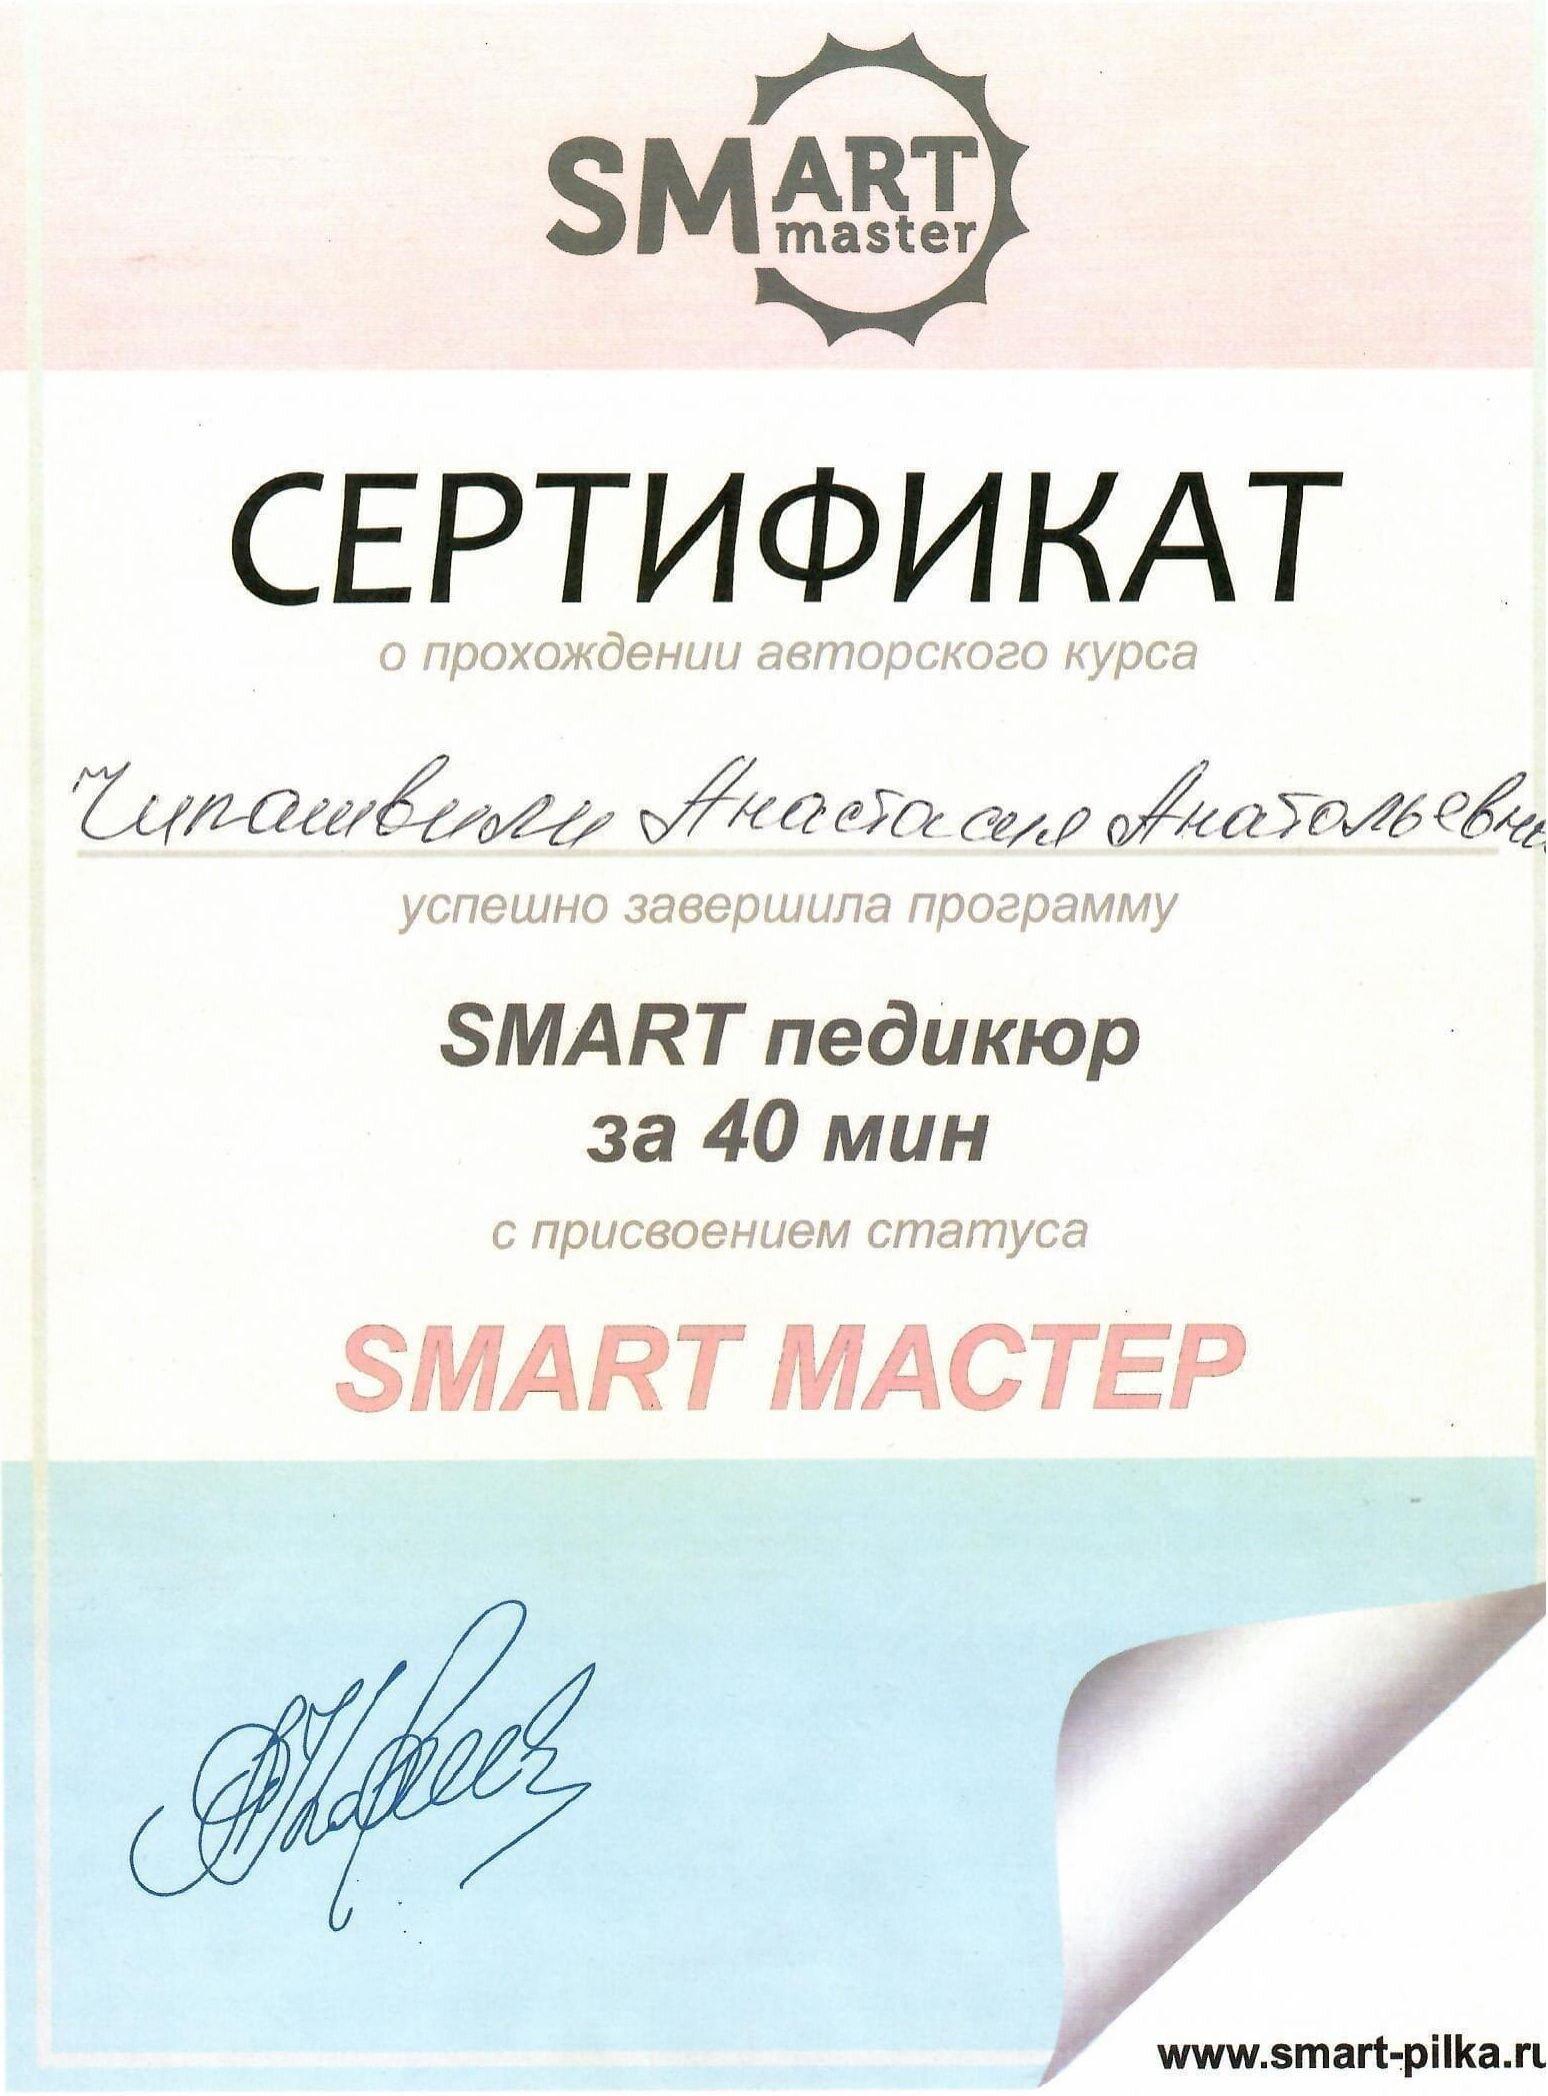 SMART
master
СЕРТИФИКАТ
о прохождении авторского курса
Чипашвили Анастасия Анатольевна
успешно завершила программу
SMART педикюр
за 40 мин
с присвоением статуса
SMART МАСТЕР
www.smart-pilka.ru